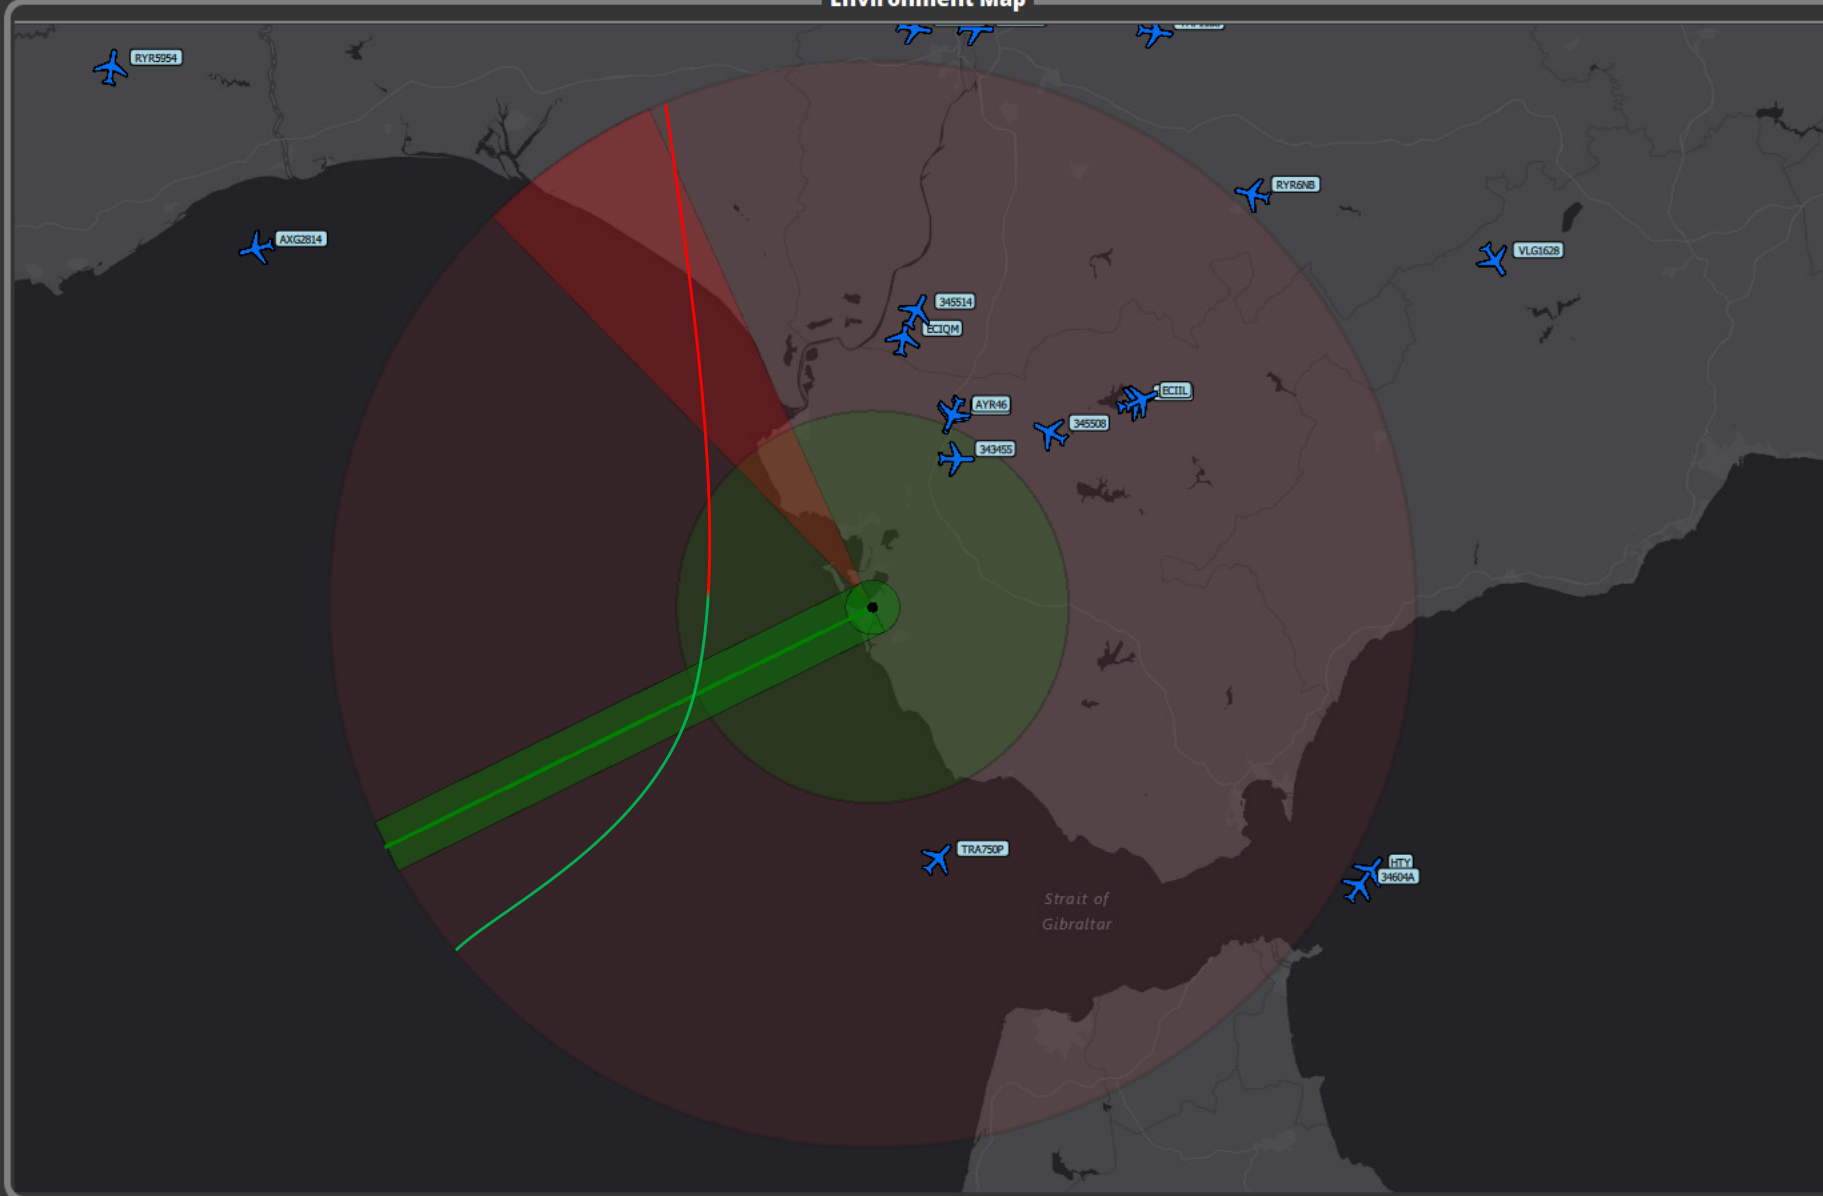 Environment Map
RYR5954
RYR6NB
AXG2814
VLG1628
345514
ECIQM
ECIIL
AYR46
345508
343455
TRA750P
HTY
34604A
Strait of
Gibraltar